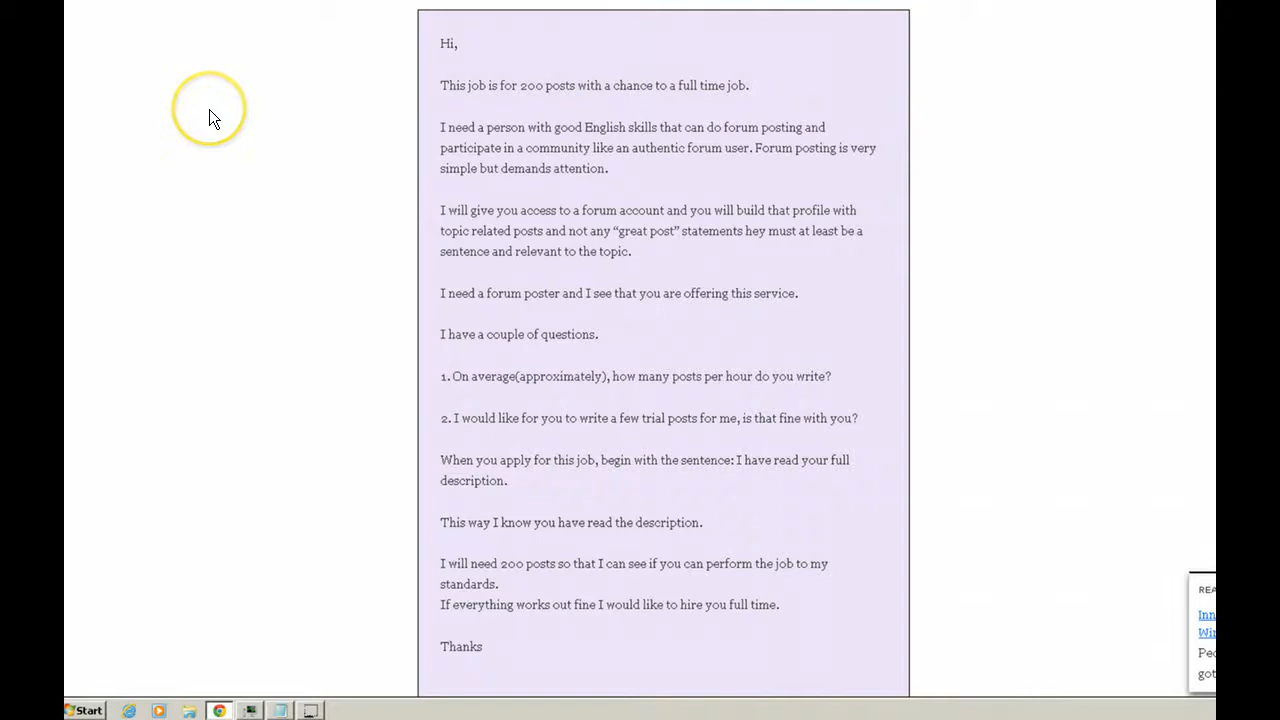 Hi,
This job is for 200 posts with a chance to a full time job.
I need a person with good English skills that can do forum posting and
participate in a community like an authentic forum user. Forum posting is very
simple but demands attention.
I will give you access to a forum account and you will build that profile with
topic related posts and not any “great post” statements hey must at least be a
sentence and relevant to the topic.
I need a forum poster and I see that you are offering this service.
I have a couple of questions.
1. On average(approximately), how many posts per hour do you write?
2. I would like for you to write a few trial posts for me, is that fine with you?
When you apply for this job, begin with the sentence: I have read your full
description.
This way I know you have read the description.
I will need 200 posts so that I can see if you can perform the job to my
standards.
If everything works out fine I would like to hire you full time.
Thanks
REA
Inn
Wir
Peo
got
Start